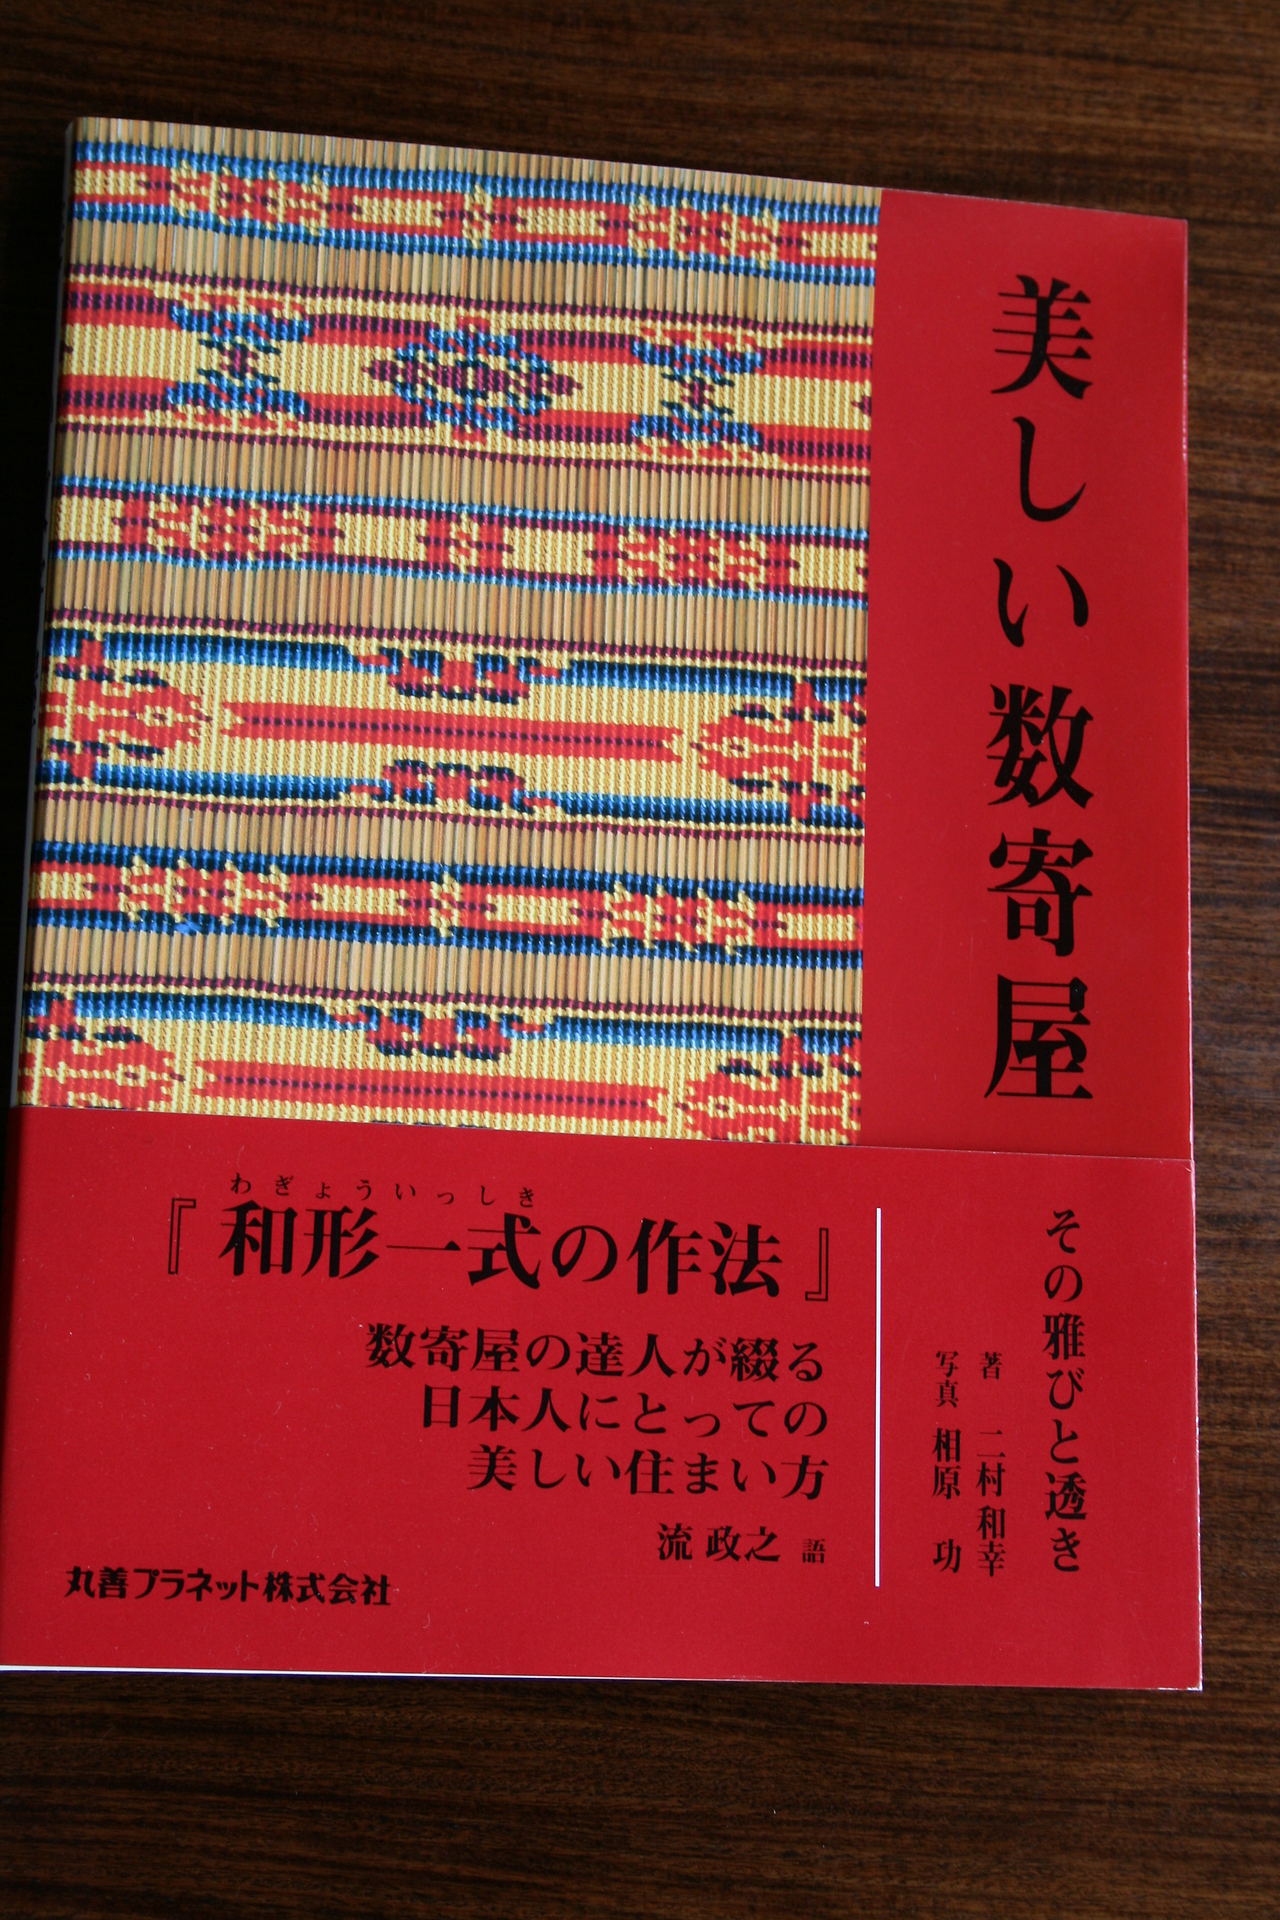 美しい数寄屋
その雅びと透き
著 二村和幸
写真 相原 功
わぎょういっしき
『和形一式の作法』
数寄屋の達人が綴る
日本人にとっての
美しい住まい方
流 政之 語
丸善プラネット株式会社